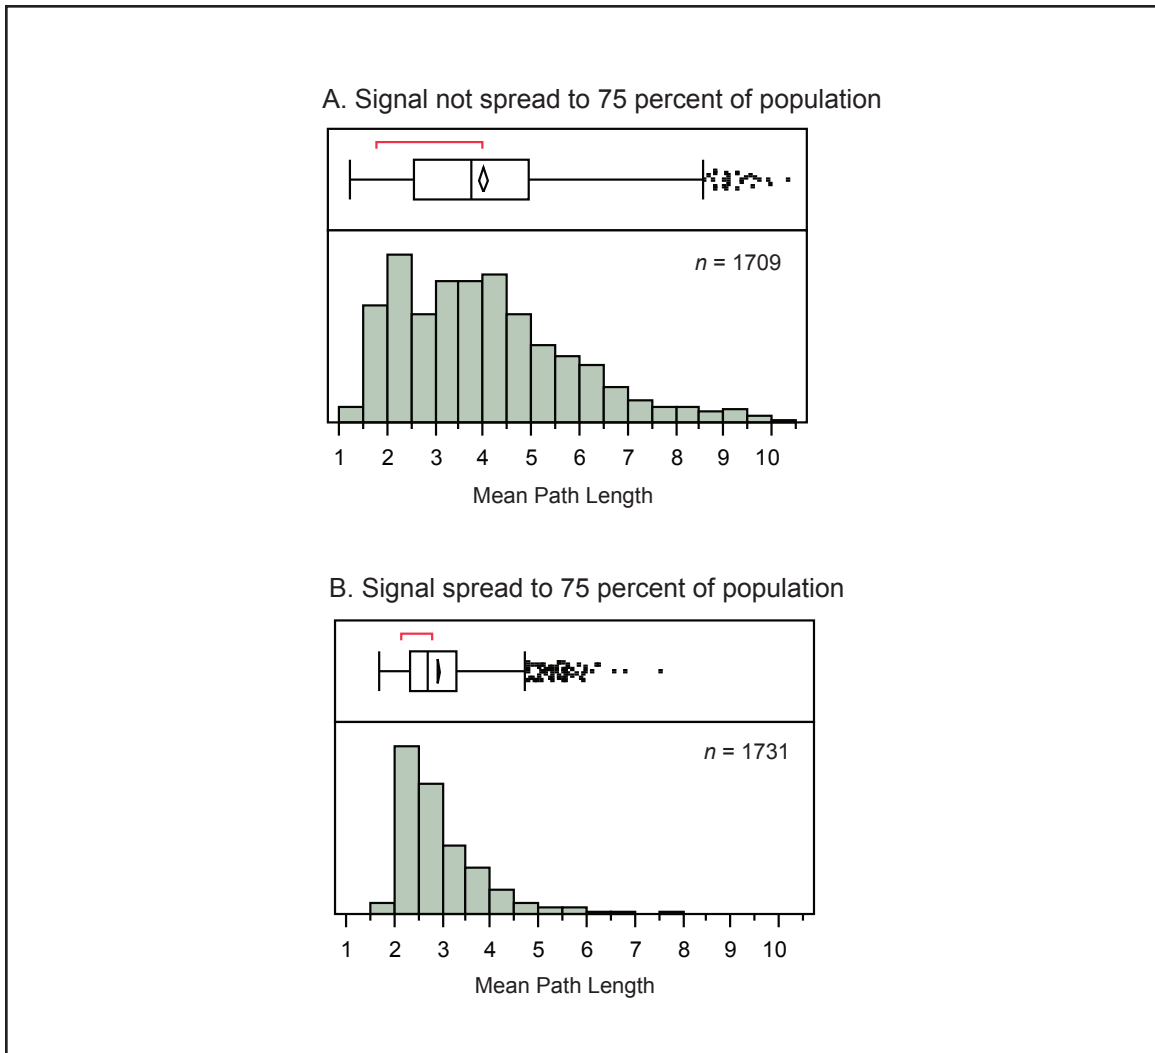 A. Signal not spread to 75 percent of population
n = 1709
1 2 3 4 5 6 7 8 9 10
Mean Path Length
B. Signal spread to 75 percent of population
n = 1731
1 2 3 4 5 6 7 8 9 10
Mean Path Length